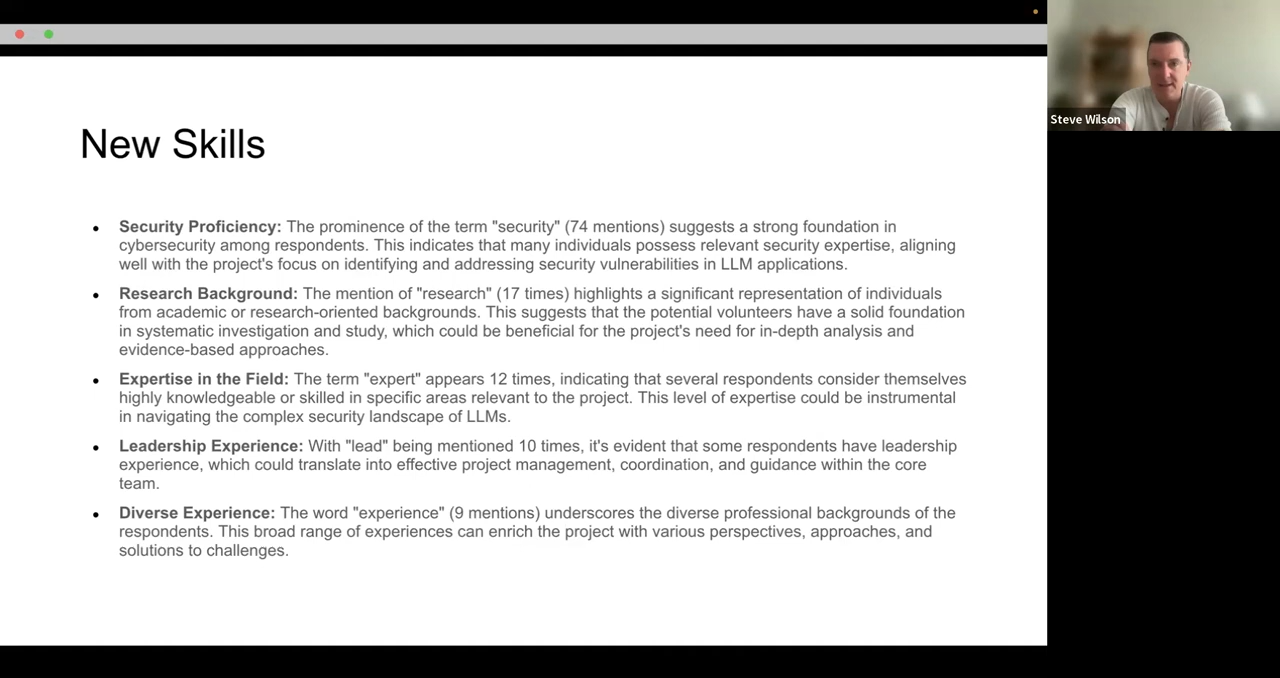 New Skills
Steve Wilson
• Security Proficiency: The prominence of the term "security" (74 mentions) suggests a strong foundation in
cybersecurity among respondents. This indicates that many individuals possess relevant security expertise, aligning
well with the project's focus on identifying and addressing security vulnerabilities in LLM applications.
• Research Background: The mention of "research" (17 times) highlights a significant representation of individuals
from academic or research-oriented backgrounds. This suggests that the potential volunteers have a solid foundation
in systematic investigation and study, which could be beneficial for the project's need for in-depth analysis and
evidence-based approaches.
• Expertise in the Field: The term "expert" appears 12 times, indicating that several respondents consider themselves
highly knowledgeable or skilled in specific areas relevant to the project. This level of expertise could be instrumental
in navigating the complex security landscape of LLMs.
• Leadership Experience: With "lead" being mentioned 10 times, it's evident that some respondents have leadership
experience, which could translate into effective project management, coordination, and guidance within the core
team.
• Diverse Experience: The word "experience" (9 mentions) underscores the diverse professional backgrounds of the
respondents. This broad range of experiences can enrich the project with various perspectives, approaches, and
solutions to challenges.